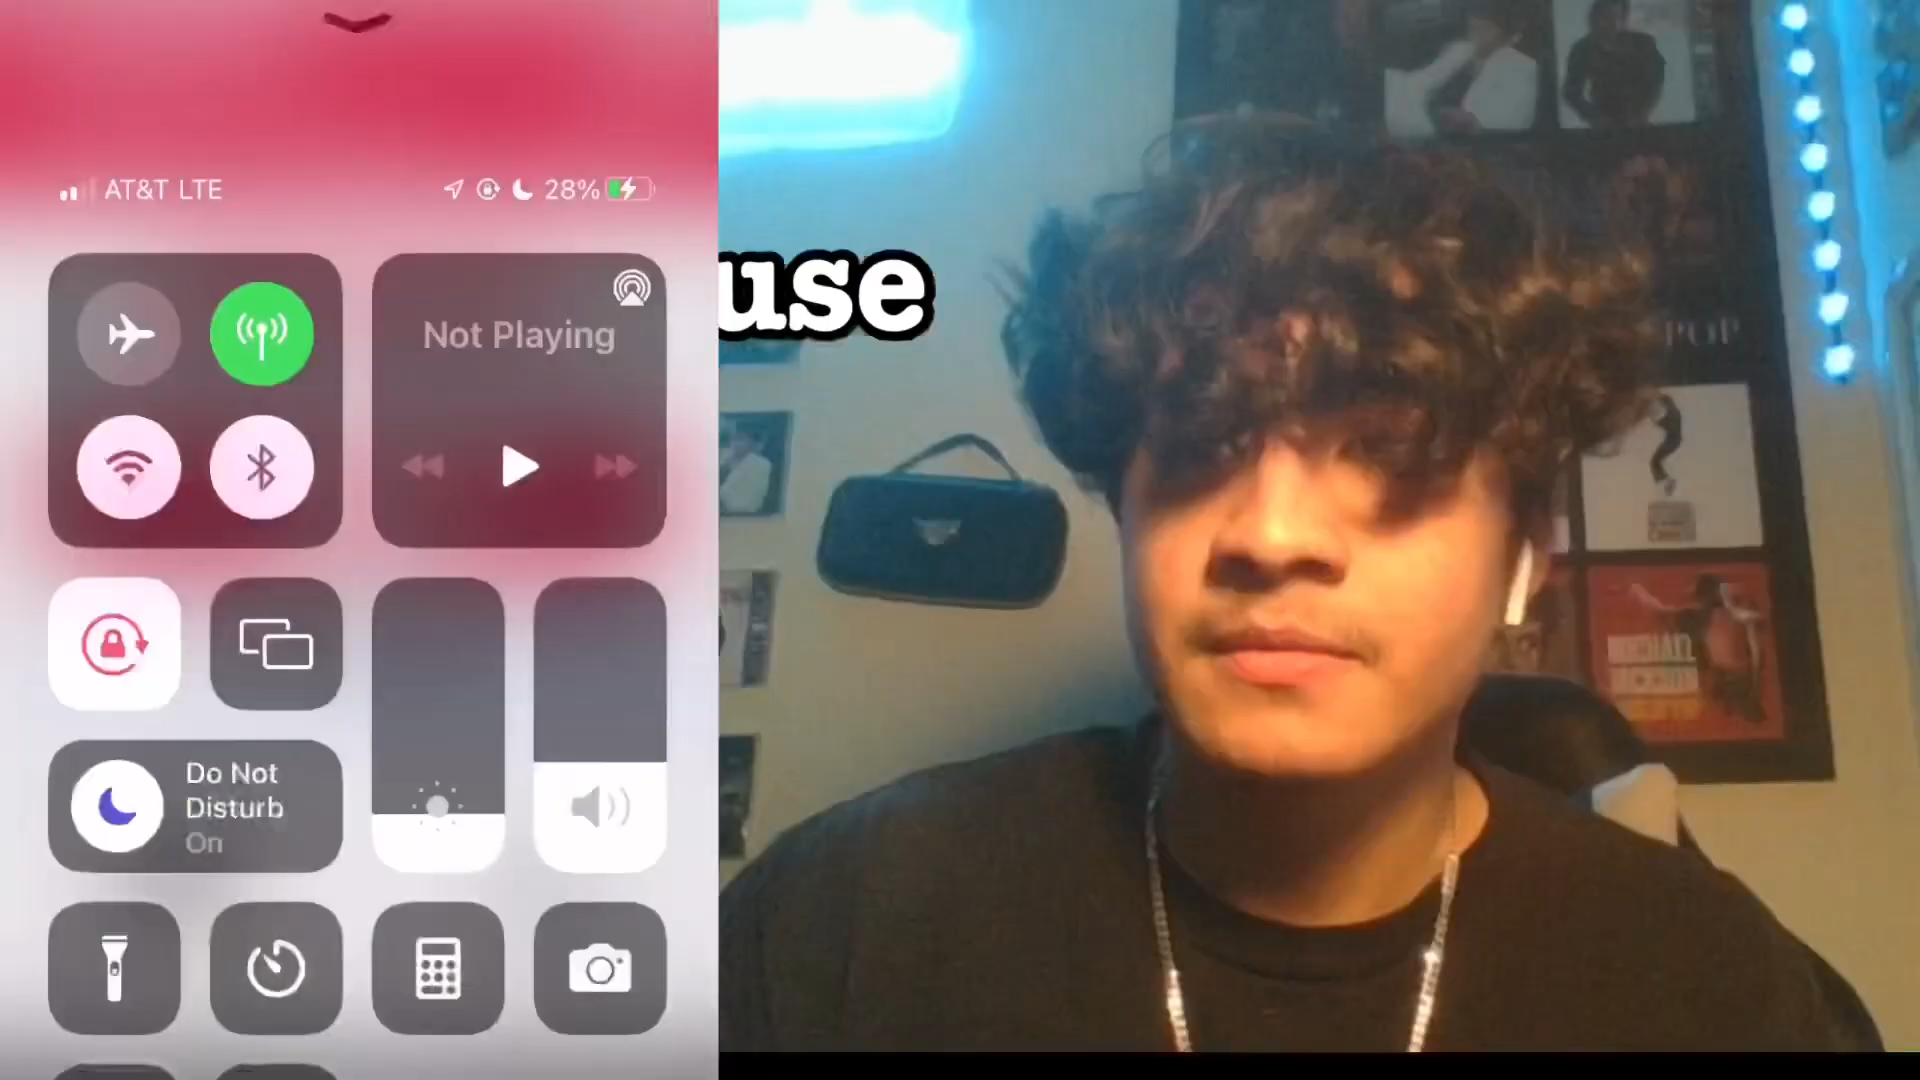 AT&T LTE
28%
Not Playing
use
POP
Do Not
Disturb
On